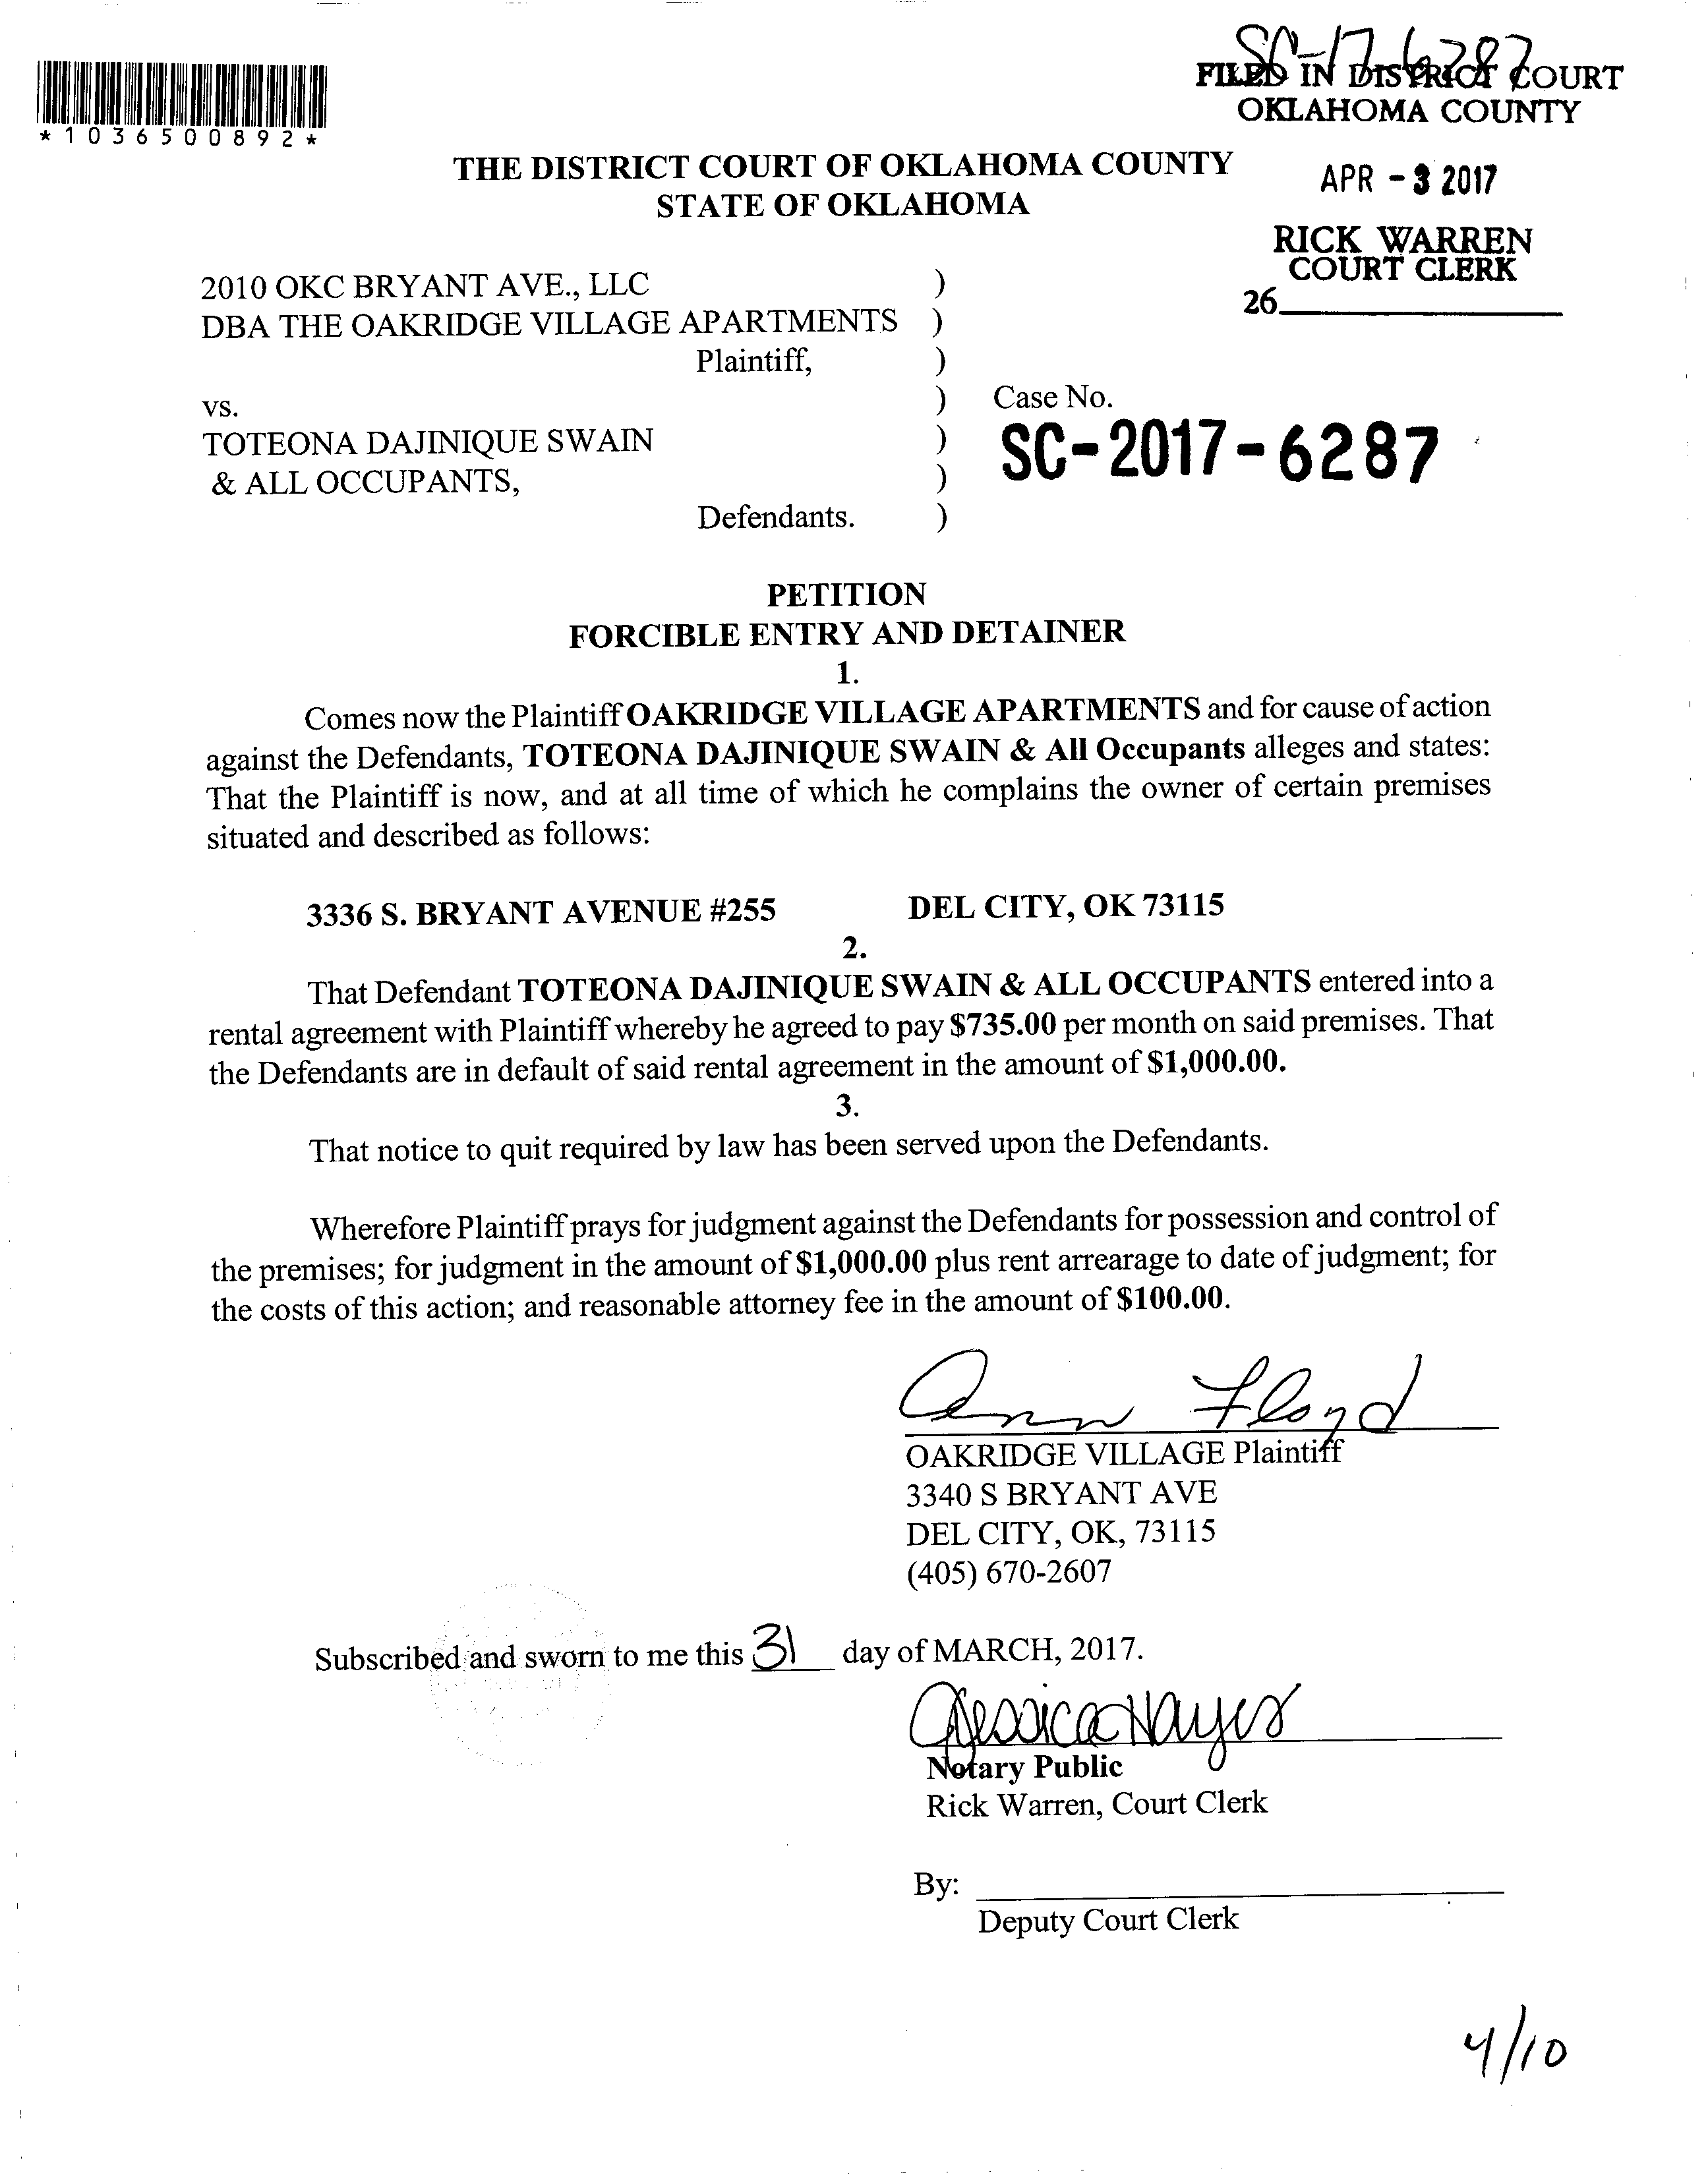 SC-17-6287
FILED IN DISTRICT COURT
OKLAHOMA COUNTY
*1036500892*
THE DISTRICT COURT OF OKLAHOMA COUNTY
STATE OF OKLAHOMA
APR -3 2017
RICK WARREN
COURT CLERK
26
2010 OKC BRYANT AVE., LLC )
DBA THE OAKRIDGE VILLAGE APARTMENTS )
Plaintiff, )
vs. ) Case No.
TOTEONA DAJINIQUE SWAIN ) SC-2017-6287
& ALL OCCUPANTS, )
Defendants. )
PETITION
FORCIBLE ENTRY AND DETAINER
1.
Comes now the Plaintiff OAKRIDGE VILLAGE APARTMENTS and for cause of action
against the Defendants, TOTEONA DAJINIQUE SWAIN & All Occupants alleges and states:
That the Plaintiff is now, and at all time of which he complains the owner of certain premises
situated and described as follows:
3336 S. BRYANT AVENUE #255 DEL CITY, OK 73115
2.
That Defendant TOTEONA DAJINIQUE SWAIN & ALL OCCUPANTS entered into a
rental agreement with Plaintiff whereby he agreed to pay $735.00 per month on said premises. That
the Defendants are in default of said rental agreement in the amount of $1,000.00.
3.
That notice to quit required by law has been served upon the Defendants.
Wherefore Plaintiff prays for judgment against the Defendants for possession and control of
the premises; for judgment in the amount of $1,000.00 plus rent arrearage to date of judgment; for
the costs of this action; and reasonable attorney fee in the amount of $100.00.
Ann Floyd
OAKRIDGE VILLAGE Plaintiff
3340 S BRYANT AVE
DEL CITY, OK, 73115
(405) 670-2607
Subscribed and sworn to me this 31 day of MARCH, 2017.
Jessica Hayes
Notary Public
Rick Warren, Court Clerk
By:
Deputy Court Clerk
4/10